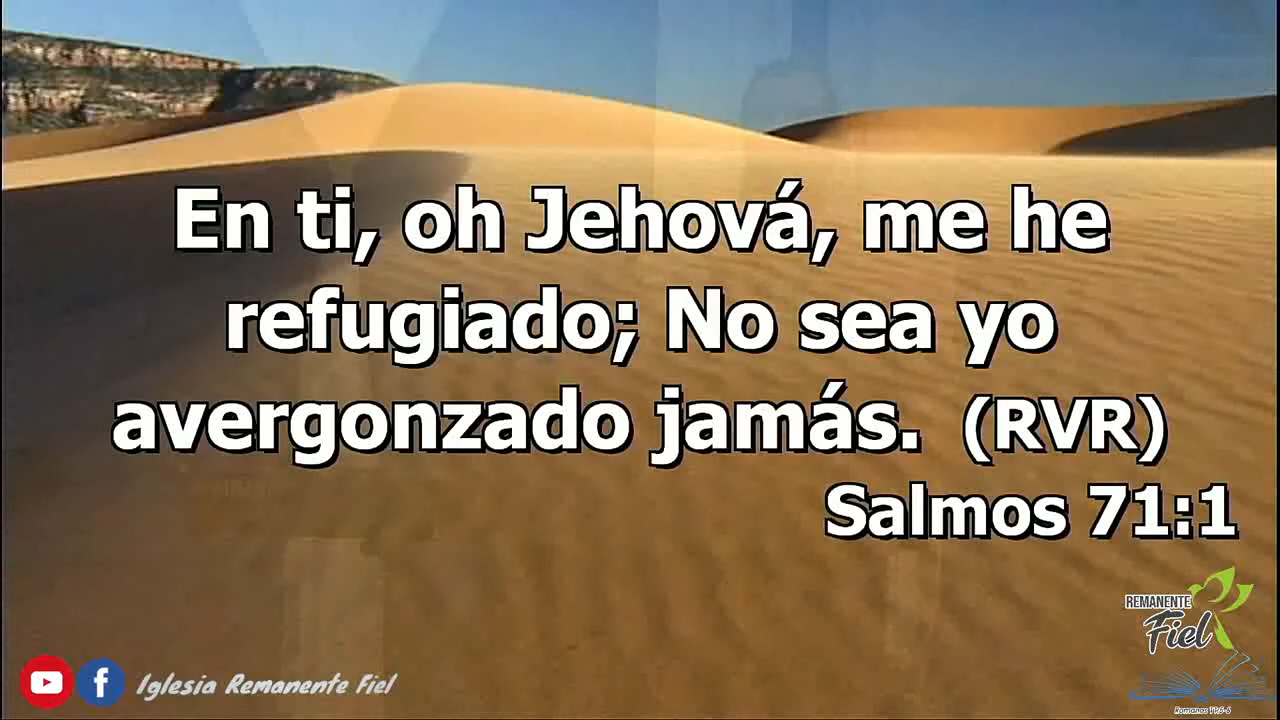 En ti, oh Jehová, me he
refugiado; No sea yo
avergonzado jamás. (RVR)
Salmos 71:1
REMANENTE
Fiel
Iglesia Remanente Fiel